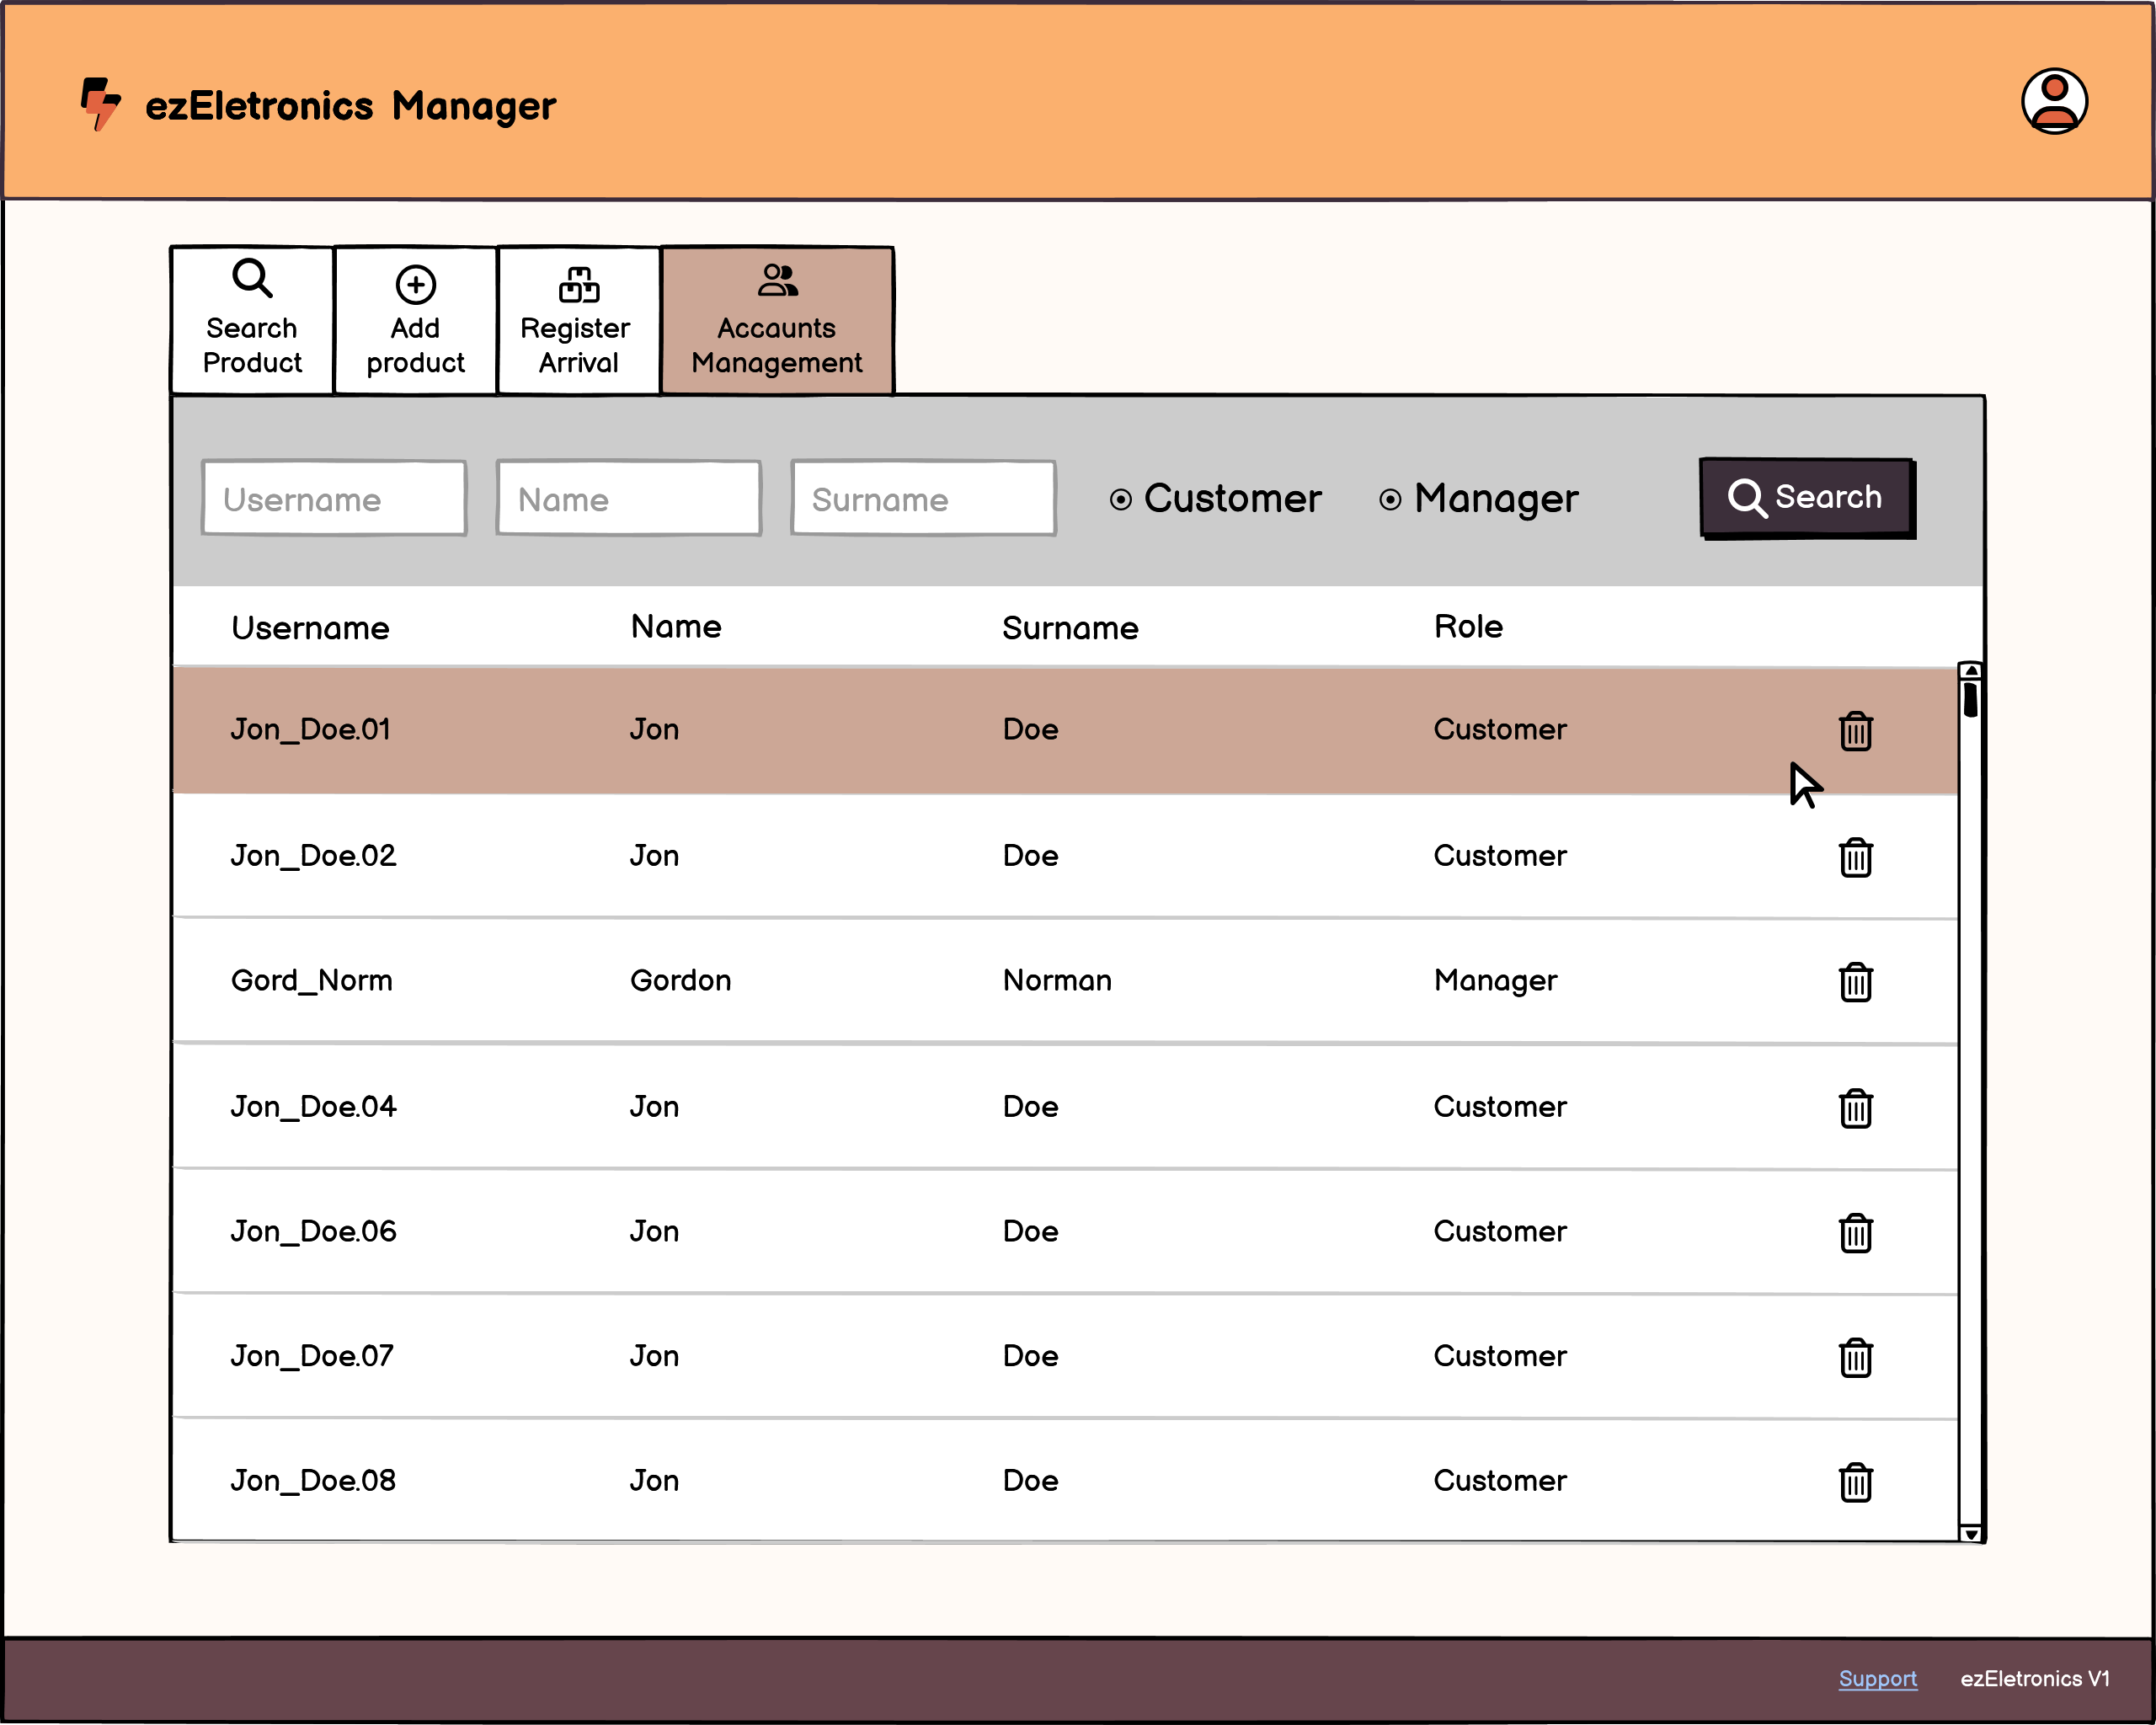 ezEletronics Manager
Search
Product
Add
product
Register
Arrival
Accaunts
Management
Username
Name
Surname
Customer
Manager
Search
Username Name Surname Role
Jon_Doe.01 Jon Doe Customer
Jon_Doe.02 Jon Doe Customer
Gord_Norm Gordon Norman Manager
Jon_Doe.04 Jon Doe Customer
Jon_Doe.06 Jon Doe Customer
Jon_Doe.07 Jon Doe Customer
Jon_Doe.08 Jon Doe Customer
Support ezEletronics V1